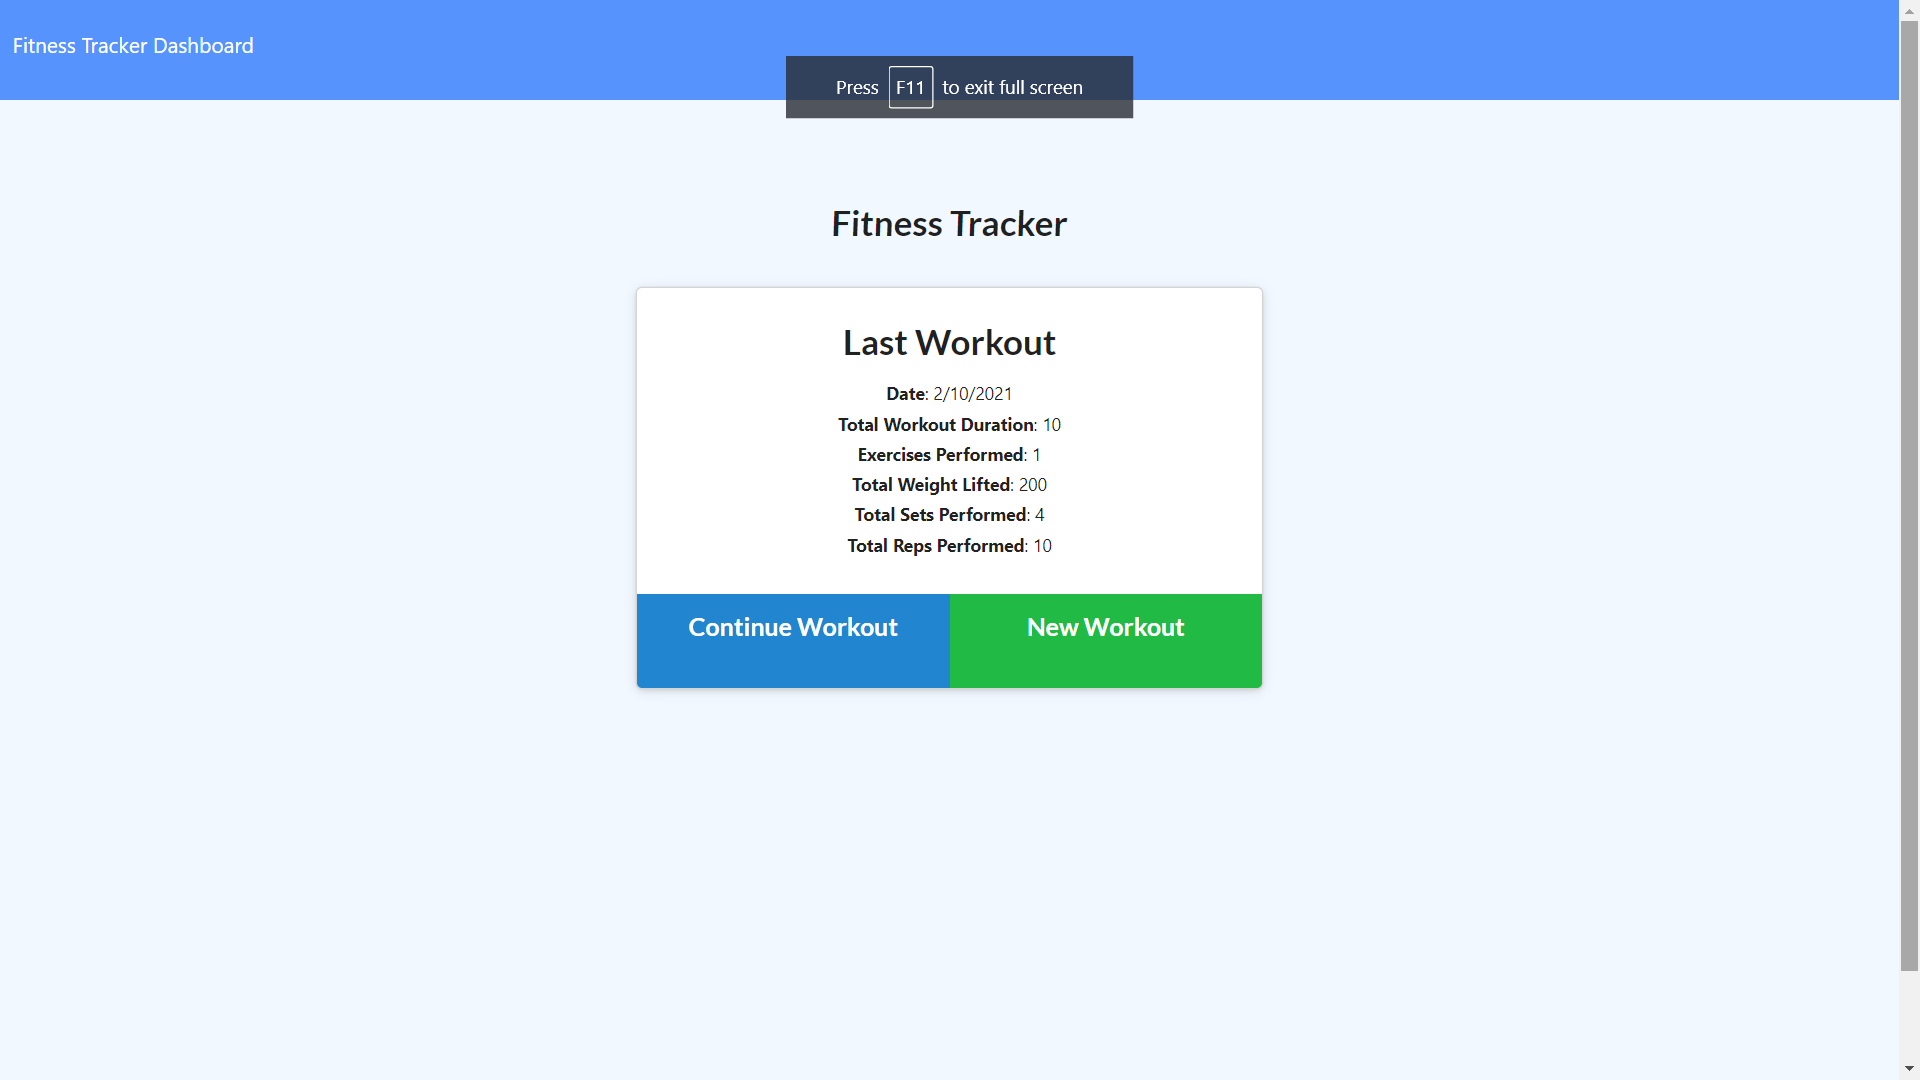 Fitness Tracker Dashboard
Press F11 to exit full screen
Fitness Tracker
Last Workout
Date: 2/10/2021
Total Workout Duration: 10
Exercises Performed: 1
Total Weight Lifted: 200
Total Sets Performed: 4
Total Reps Performed: 10
Continue Workout
New Workout